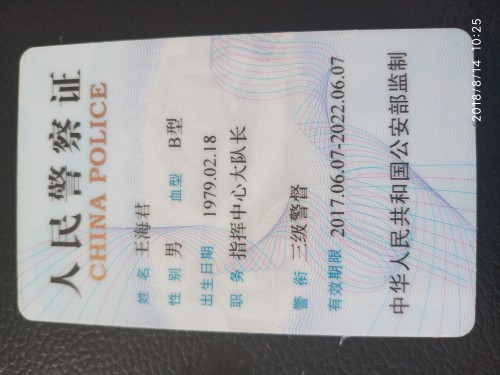 人民警察证
CHINA POLICE
姓 名 王海君
性 别 男 血型 B型
出生日期 1979.02.18
职 务 指挥中心大队长
警 衔 三级警督
有效期限 2017.06.07-2022.06.07
中华人民共和国公安部监制
2018/8/14 10:25